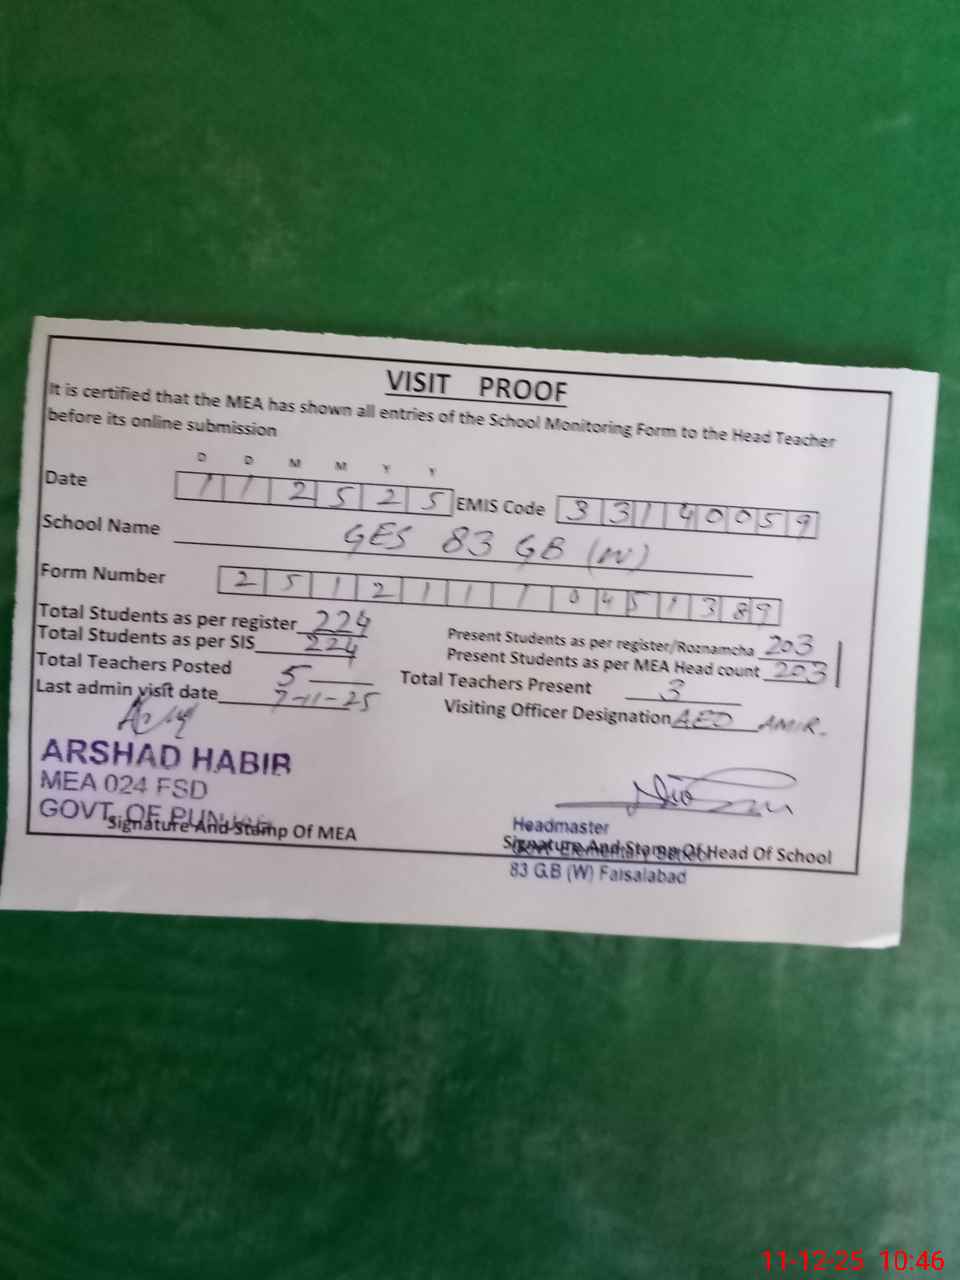 VISIT PROOF
It is certified that the MEA has shown all entries of the School Monitoring Form to the Head Teacher
before its online submission
D D M M Y Y
Date 1 1 2 5 2 5 EMIS Code 3 3 1 4 0 0 5 9
School Name GES 83 GB (W)
Form Number 2 5 1 2 1 1 1 0 4 5 1 3 8 9
Total Students as per register 224 Present Students as per register/Roznamcha 203
Total Students as per SIS 224 Present Students as per MEA Head count 203
Total Teachers Posted 5 Total Teachers Present 3
Last admin visit date 7-11-25 Visiting Officer Designation AEO AMIR.
ARSHAD HABIB
MEA 024 FSD
GOVT. OF PUNJAB
Signature And Stamp Of MEA
Headmaster
Signature And Stamp Of Head Of School
Elementary
83 G.B (W) Faisalabad
11-12-25 10:46